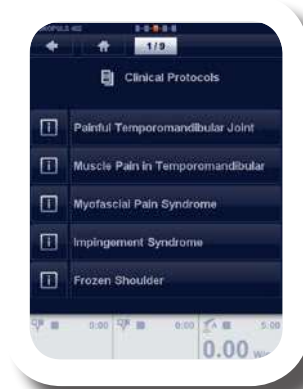 1/9
Clinical Protocols
Painful Temporomandibular Joint
Muscle Pain in Temporomandibular
Myofascial Pain Syndrome
Impingement Syndrome
Frozen Shoulder
0:00 0:00 A 5:00
0.00